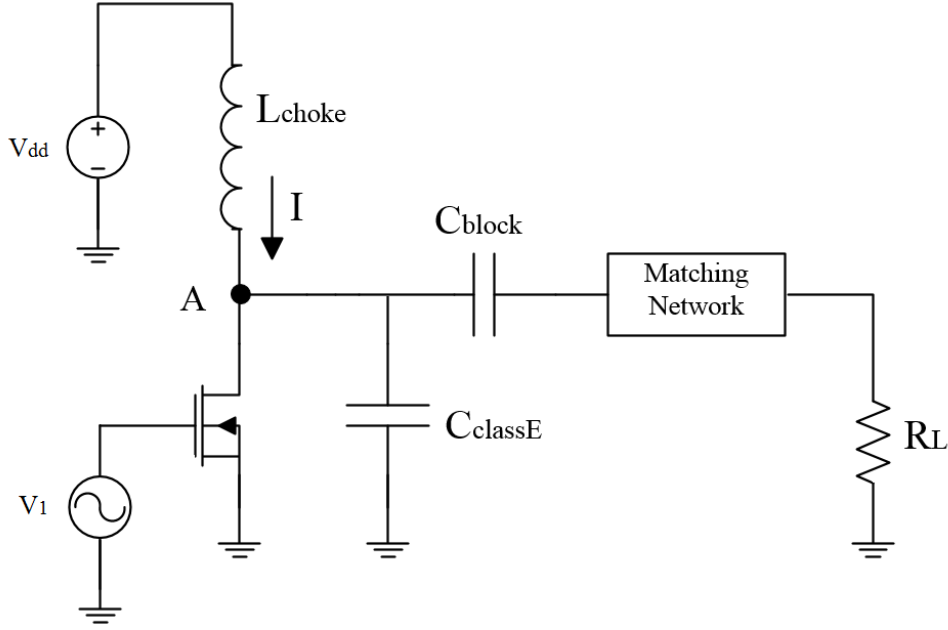 Lchoke
Vdd
+
−
I
Cblock
Matching
Network
A
CclassE
RL
V1